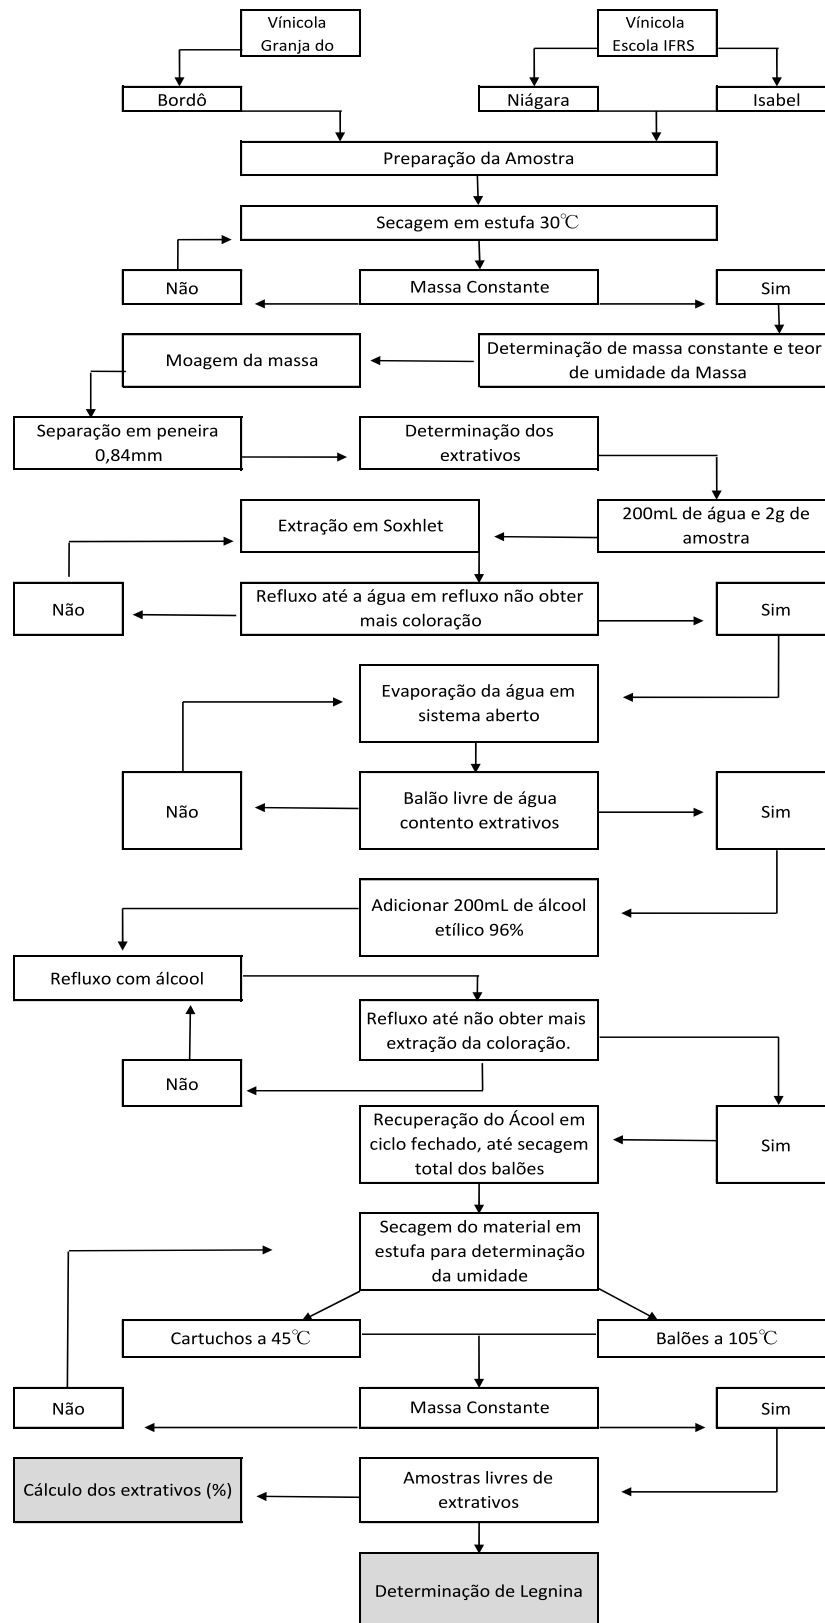 Vínicola
Granja do
Vínicola
Escola IFRS
Bordô
Niágara
Isabel
Preparação da Amostra
Secagem em estufa 30℃
Não
Massa Constante
Sim
Moagem da massa
Determinação de massa constante e teor
de umidade da Massa
Separação em peneira
0,84mm
Determinação dos
extrativos
Extração em Soxhlet
200mL de água e 2g de
amostra
Não
Refluxo até a água em refluxo não obter
mais coloração
Sim
Evaporação da água em
sistema aberto
Não
Balão livre de água
contento extrativos
Sim
Adicionar 200mL de álcool
etílico 96%
Refluxo com álcool
Refluxo até não obter mais
extração da coloração.
Não
Recuperação do Ácool em
ciclo fechado, até secagem
total dos balões
Sim
Secagem do material em
estufa para determinação
da umidade
Cartuchos a 45℃
Balões a 105℃
Não
Massa Constante
Sim
Cálculo dos extrativos (%)
Amostras livres de
extrativos
Determinação de Legnina